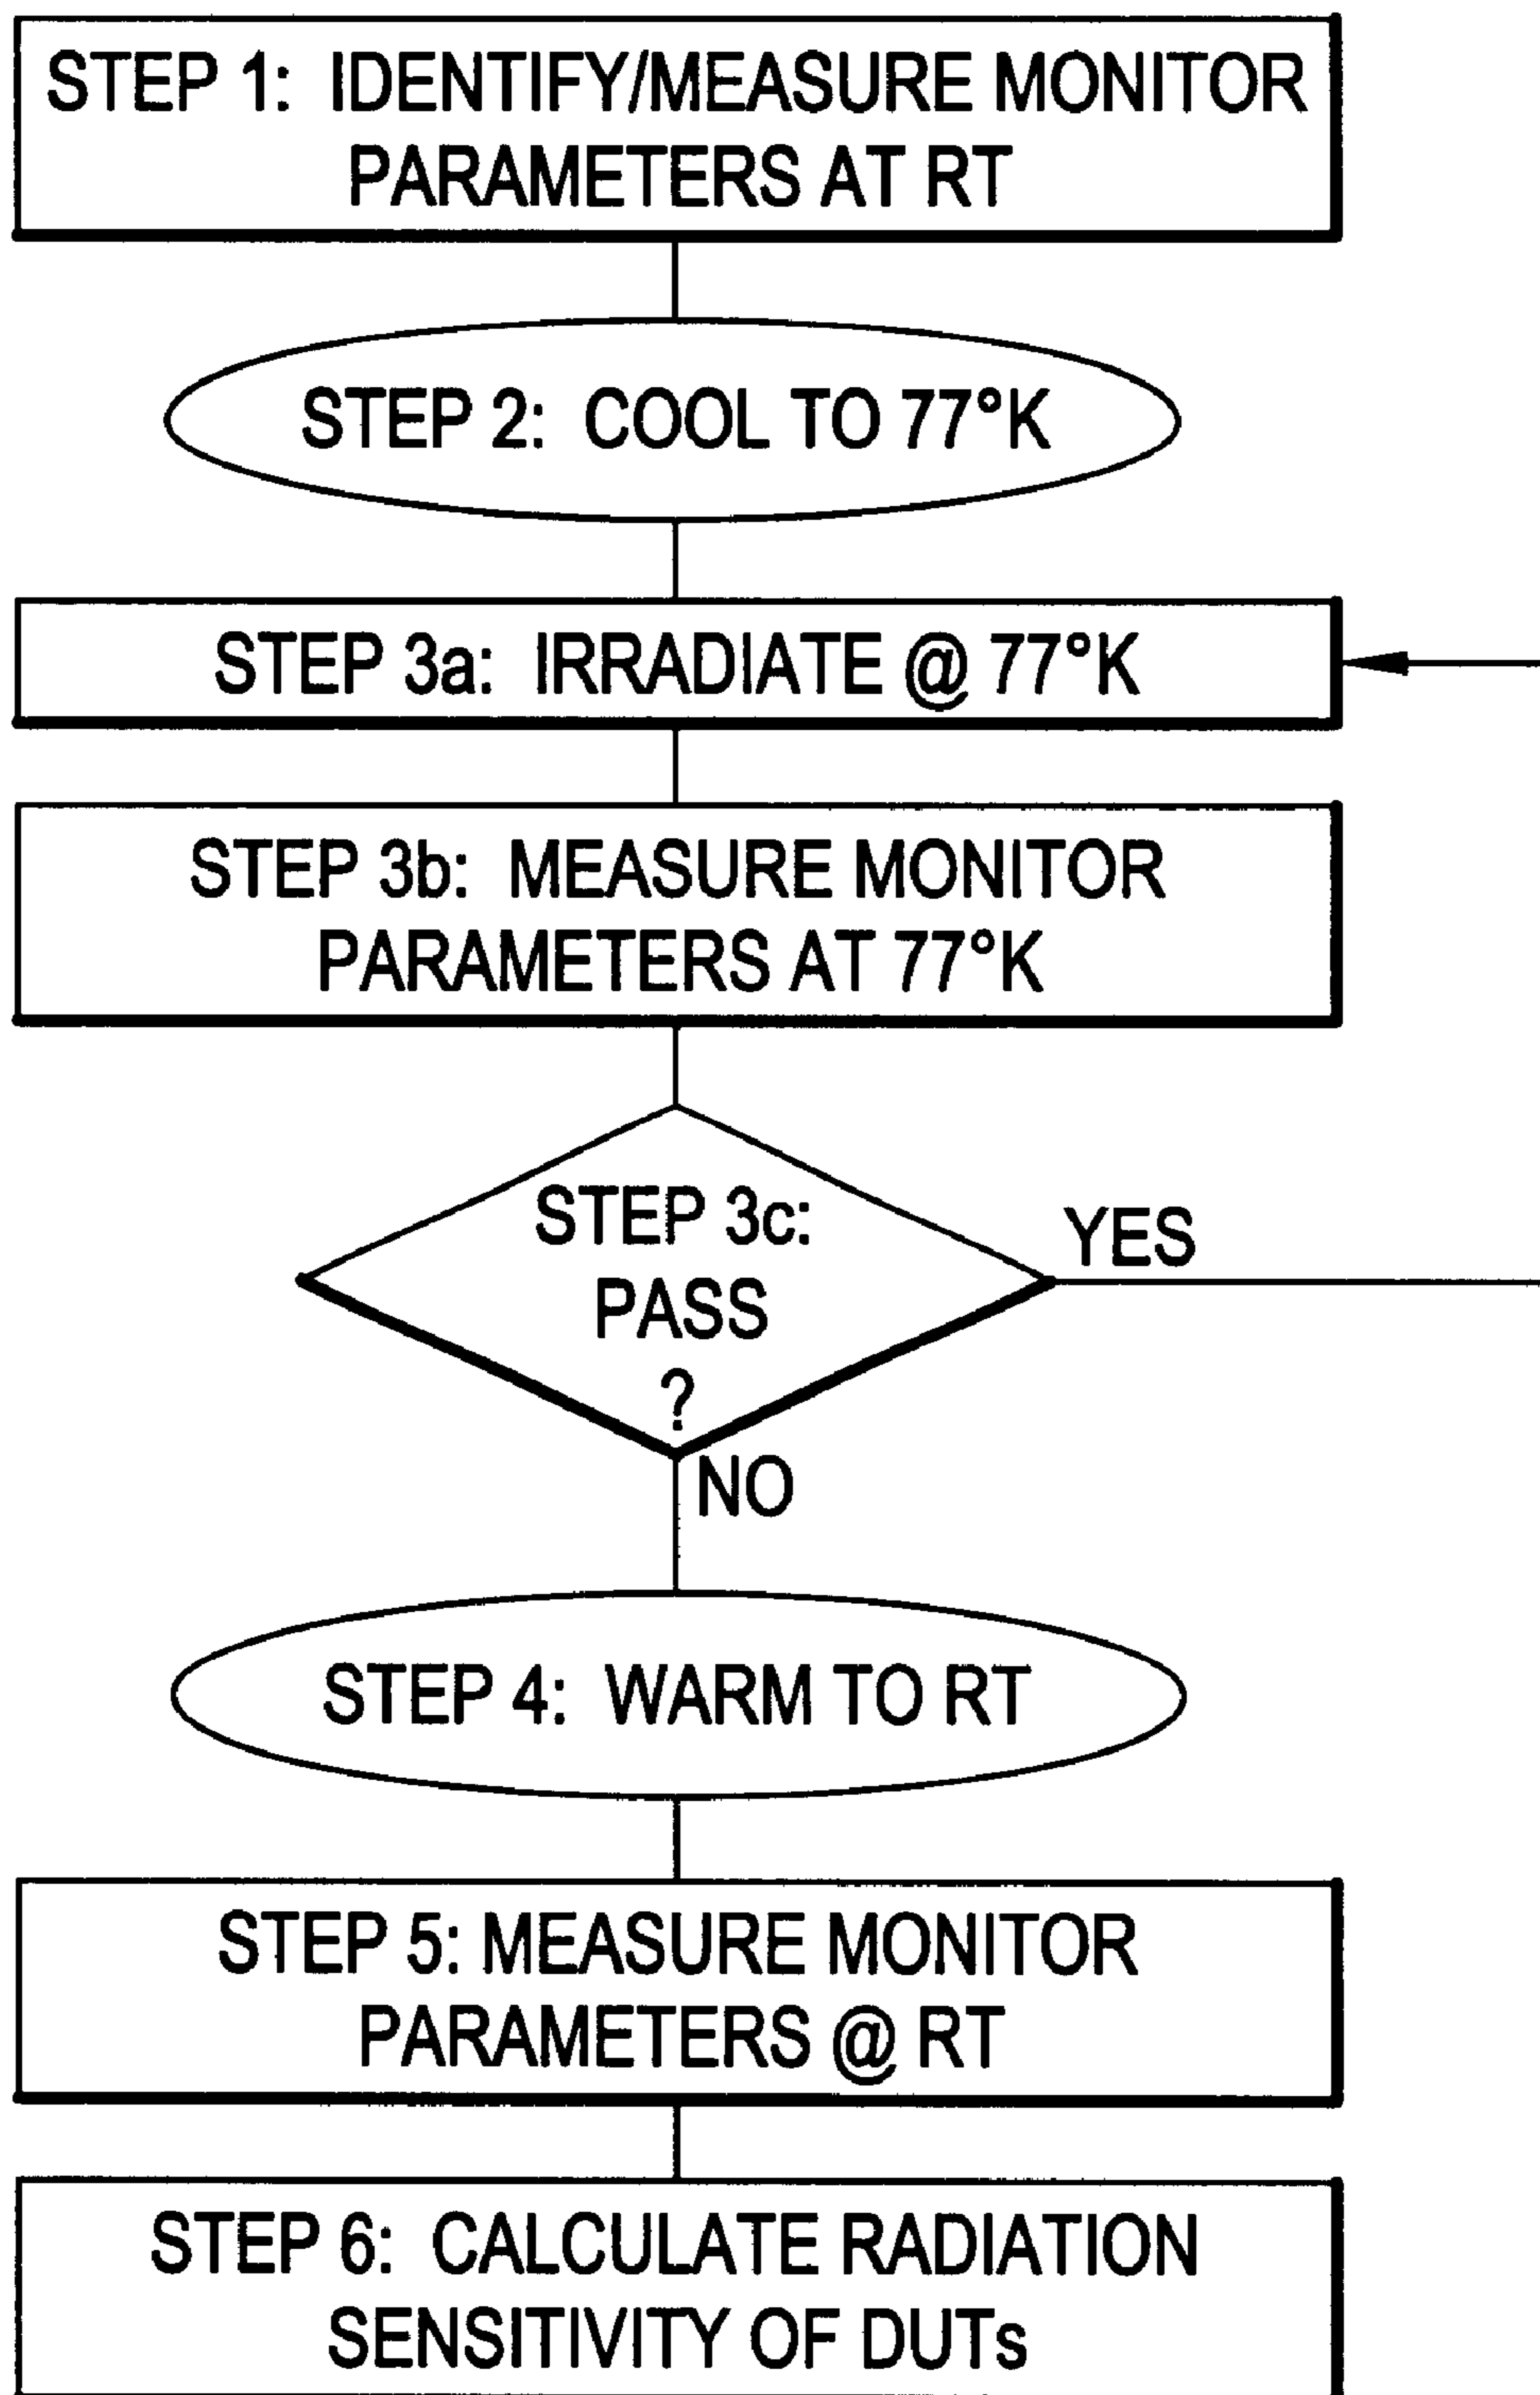 STEP 1: IDENTIFY/MEASURE MONITOR
PARAMETERS AT RT
STEP 2: COOL TO 77°K
STEP 3a: IRRADIATE @ 77°K
STEP 3b: MEASURE MONITOR
PARAMETERS AT 77°K
STEP 3c:
PASS
?
YES
NO
STEP 4: WARM TO RT
STEP 5: MEASURE MONITOR
PARAMETERS @ RT
STEP 6: CALCULATE RADIATION
SENSITIVITY OF DUTs